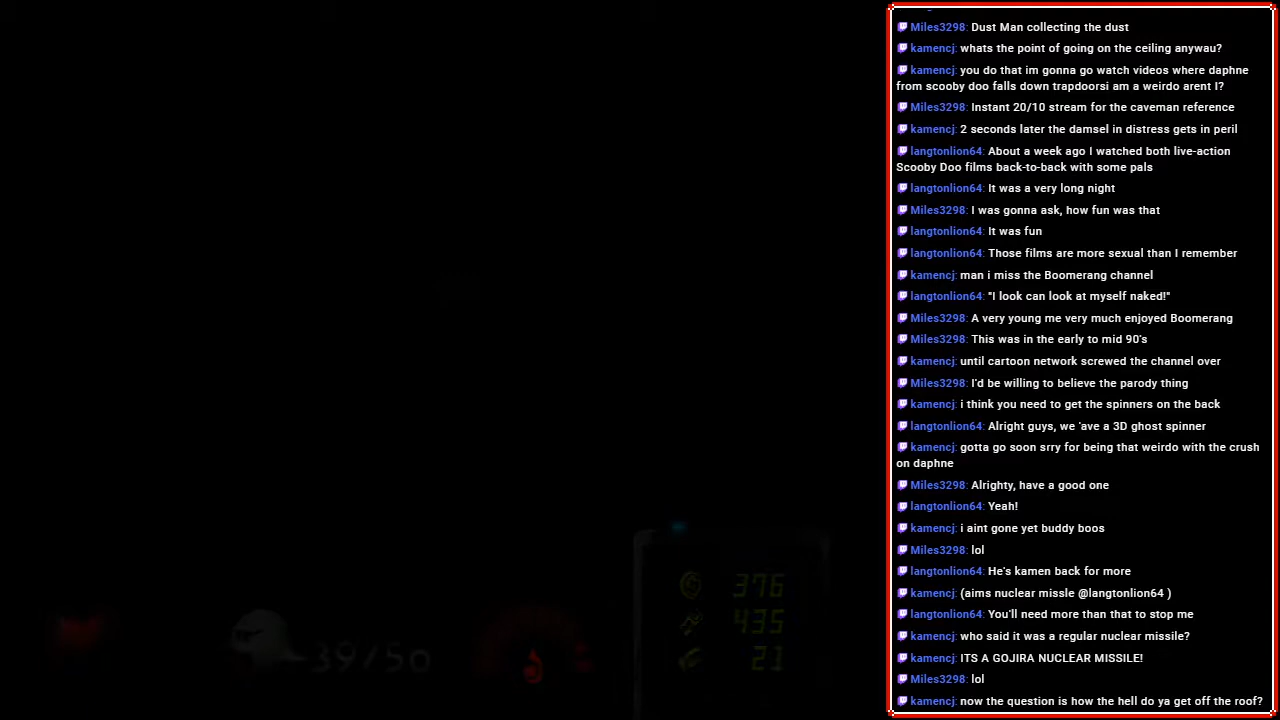 Miles3298: Dust Man collecting the dust
kamencj: whats the point of going on the ceiling anywau?
kamencj: you do that im gonna go watch videos where daphne
from scooby doo falls down trapdoorsi am a weirdo arent I?
Miles3298: Instant 20/10 stream for the caveman reference
kamencj: 2 seconds later the damsel in distress gets in peril
langtonlion64: About a week ago I watched both live-action
Scooby Doo films back-to-back with some pals
langtonlion64: It was a very long night
Miles3298: I was gonna ask, how fun was that
langtonlion64: It was fun
langtonlion64: Those films are more sexual than I remember
kamencj: man i miss the Boomerang channel
langtonlion64: "I look can look at myself naked!"
Miles3298: A very young me very much enjoyed Boomerang
Miles3298: This was in the early to mid 90's
kamencj: until cartoon network screwed the channel over
Miles3298: I'd be willing to believe the parody thing
kamencj: i think you need to get the spinners on the back
langtonlion64: Alright guys, we 'ave a 3D ghost spinner
kamencj: gotta go soon srry for being that weirdo with the crush
on daphne
Miles3298: Alrighty, have a good one
langtonlion64: Yeah!
kamencj: i aint gone yet buddy boos
Miles3298: lol
langtonlion64: He's kamen back for more
kamencj: (aims nuclear missle @langtonlion64 )
langtonlion64: You'll need more than that to stop me
kamencj: who said it was a regular nuclear missile?
kamencj: ITS A GOJIRA NUCLEAR MISSILE!
Miles3298: lol
kamencj: now the question is how the hell do ya get off the roof?
39/50
376
435
21